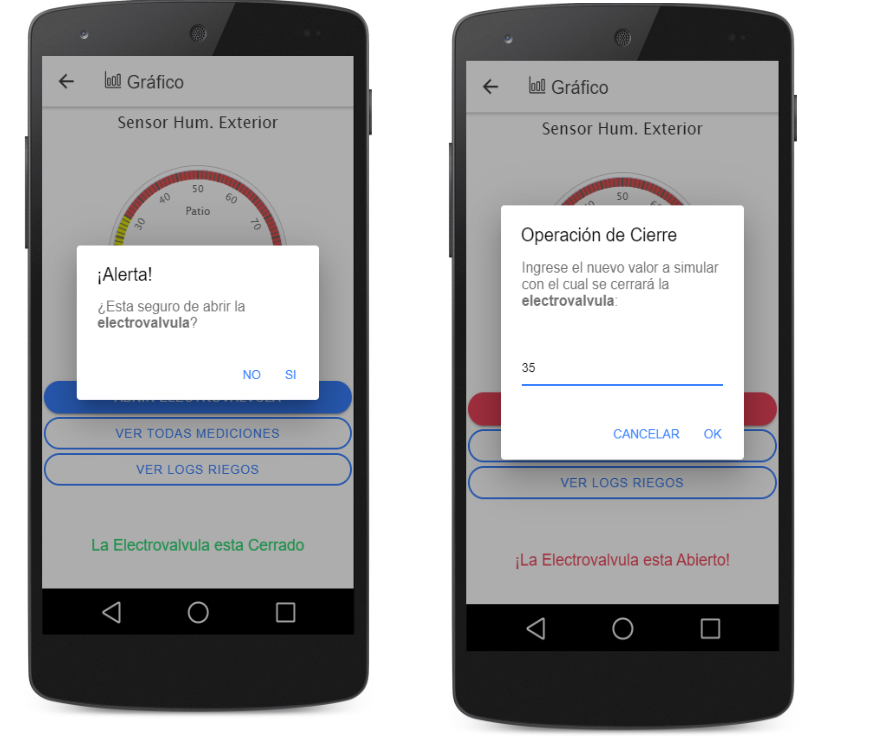 Gráfico
Sensor Hum. Exterior
50
40
60
Patio
30
70
¡Alerta!
¿Esta seguro de abrir la
electrovalvula?
NO SI
VER TODAS MEDICIONES
VER LOGS RIEGOS
La Electrovalvula esta Cerrado
Gráfico
Sensor Hum. Exterior
50
Operación de Cierre
Ingrese el nuevo valor a simular
con el cual se cerrará la
electrovalvula:
35
CANCELAR OK
VER LOGS RIEGOS
¡La Electrovalvula esta Abierto!